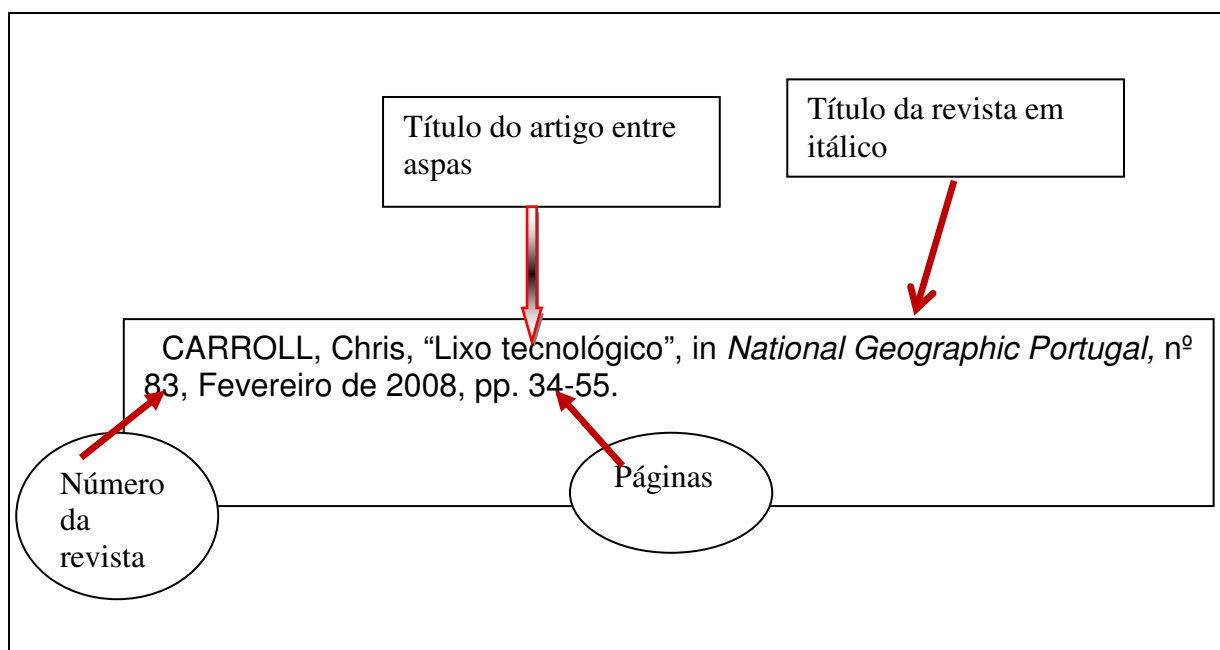 Título do artigo entre
aspas
Título da revista em
itálico
CARROLL, Chris, “Lixo tecnológico”, in National Geographic Portugal, nº
83, Fevereiro de 2008, pp. 34-55.
Número
da
revista
Páginas